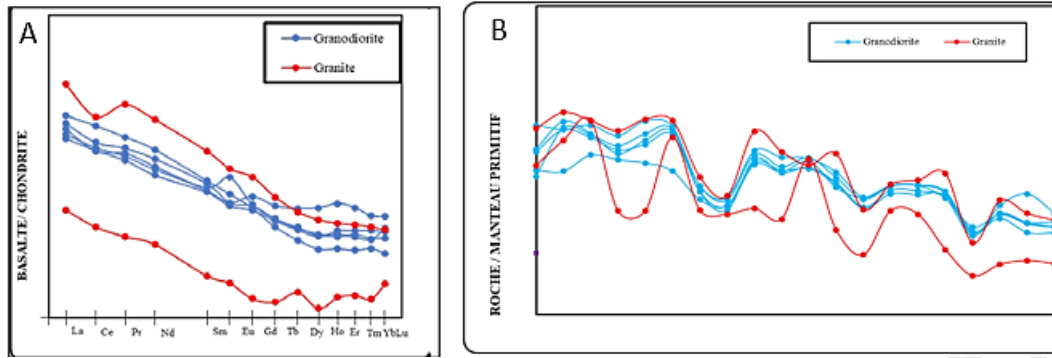 A
Granodiorite
Granite
BASALTE/ CHONDRITE
La Ce Pr Nd Sm Eu Gd Tb Dy Ho Er Tm YbLu
B
Granodiorite Granite
ROCHE / MANTEAU PRIMITIF